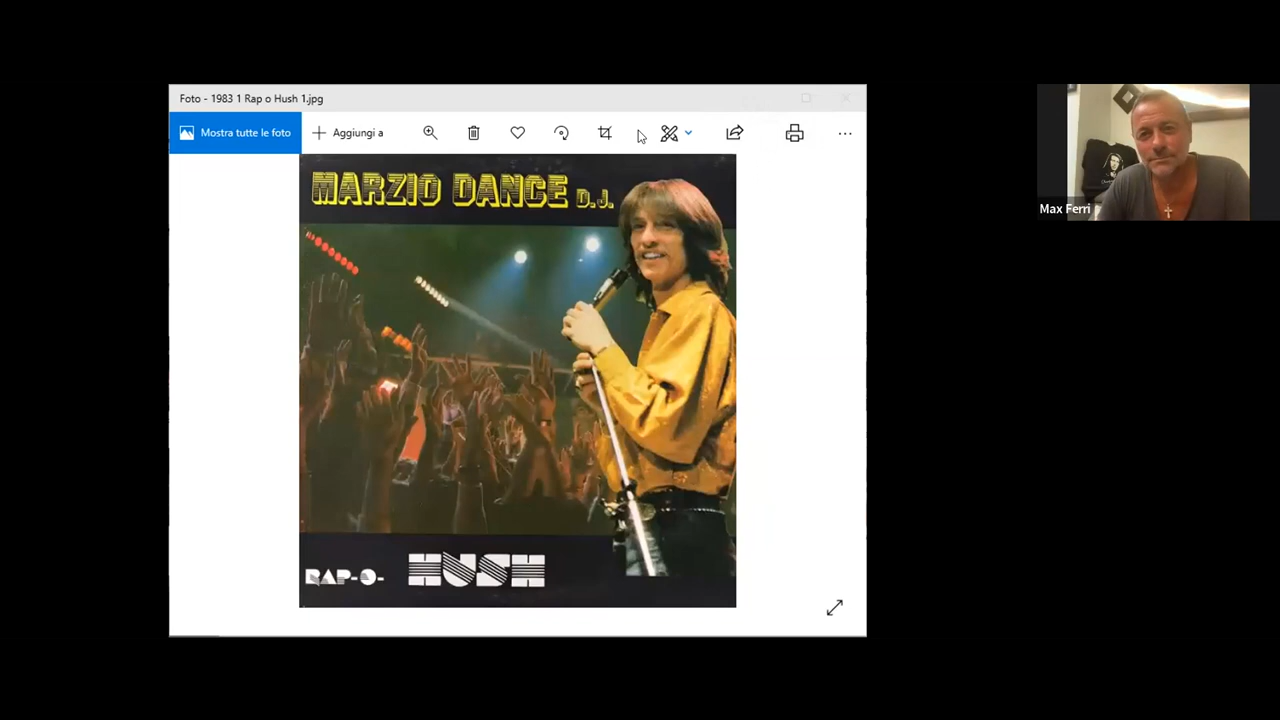 Foto - 1983 1 Rap o Hush 1.jpg
Mostra tutte le foto
Aggiungi a
MARZIO DANCE D.J.
RAP-O- HUSH
Max Ferri